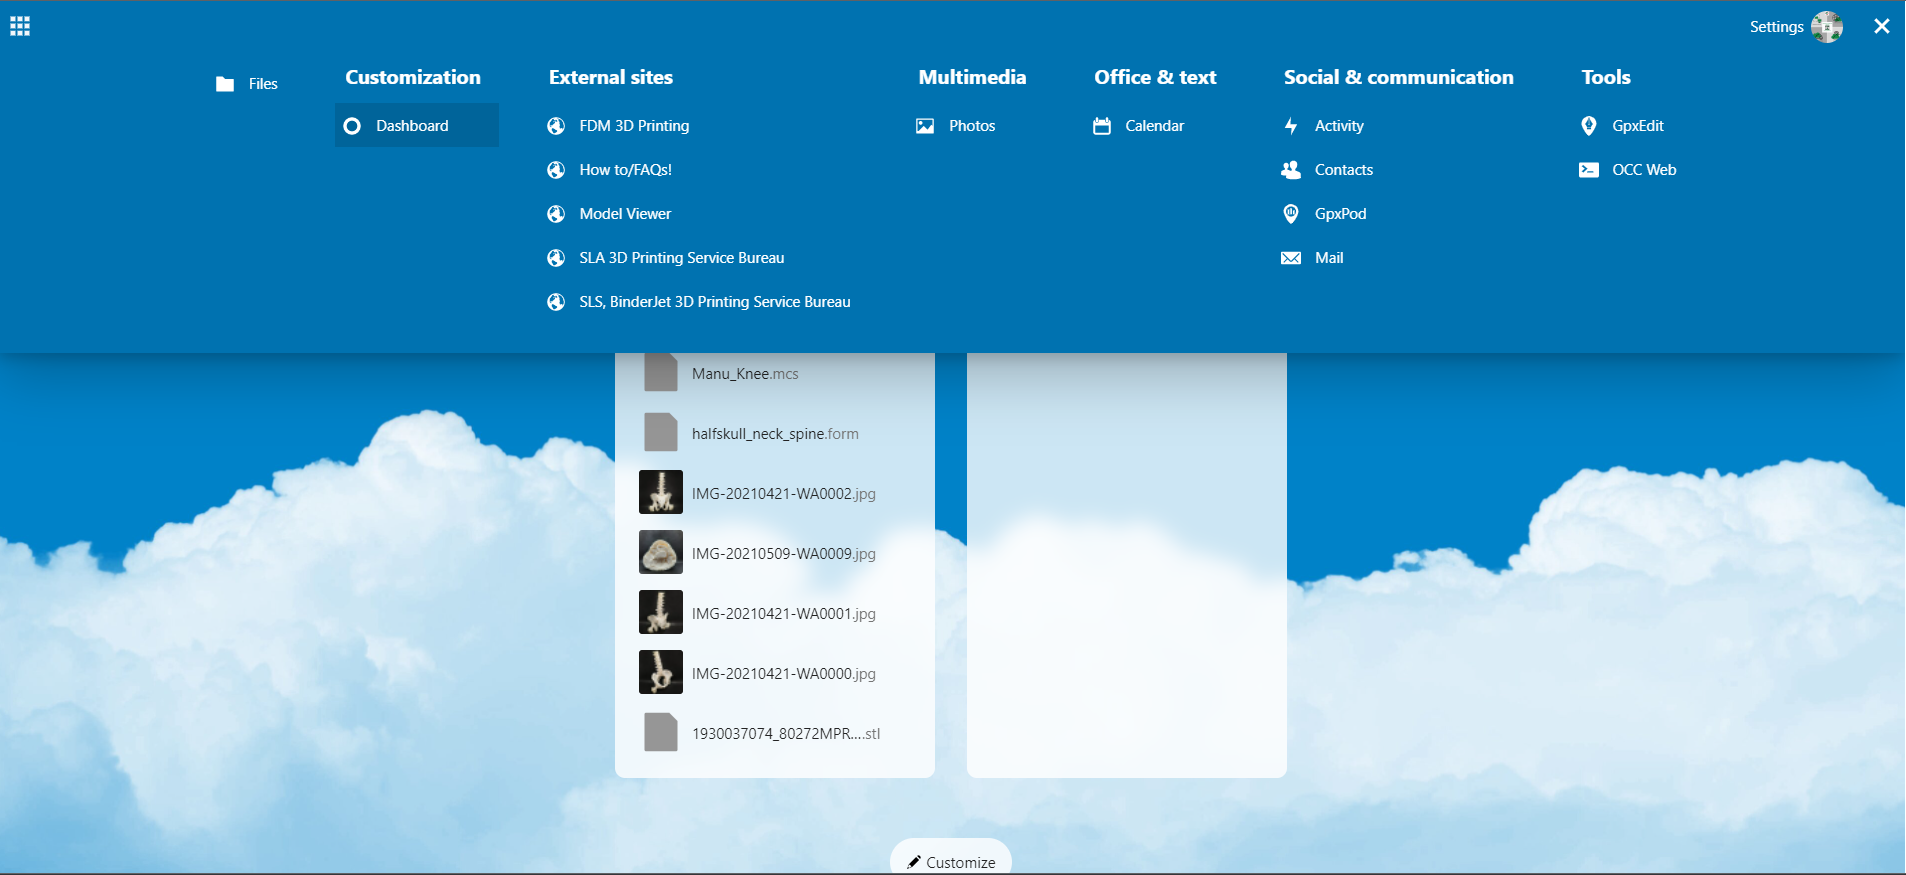 Settings
Files
Customization
Dashboard
External sites
FDM 3D Printing
How to/FAQs!
Model Viewer
SLA 3D Printing Service Bureau
SLS, BinderJet 3D Printing Service Bureau
Multimedia
Photos
Office & text
Calendar
Social & communication
Activity
Contacts
GpxPod
Mail
Tools
GpxEdit
OCC Web
Manu_Knee.mcs
halfskull_neck_spine.form
IMG-20210421-WA0002.jpg
IMG-20210509-WA0009.jpg
IMG-20210421-WA0001.jpg
IMG-20210421-WA0000.jpg
1930037074_80272MPR....stl
Customize